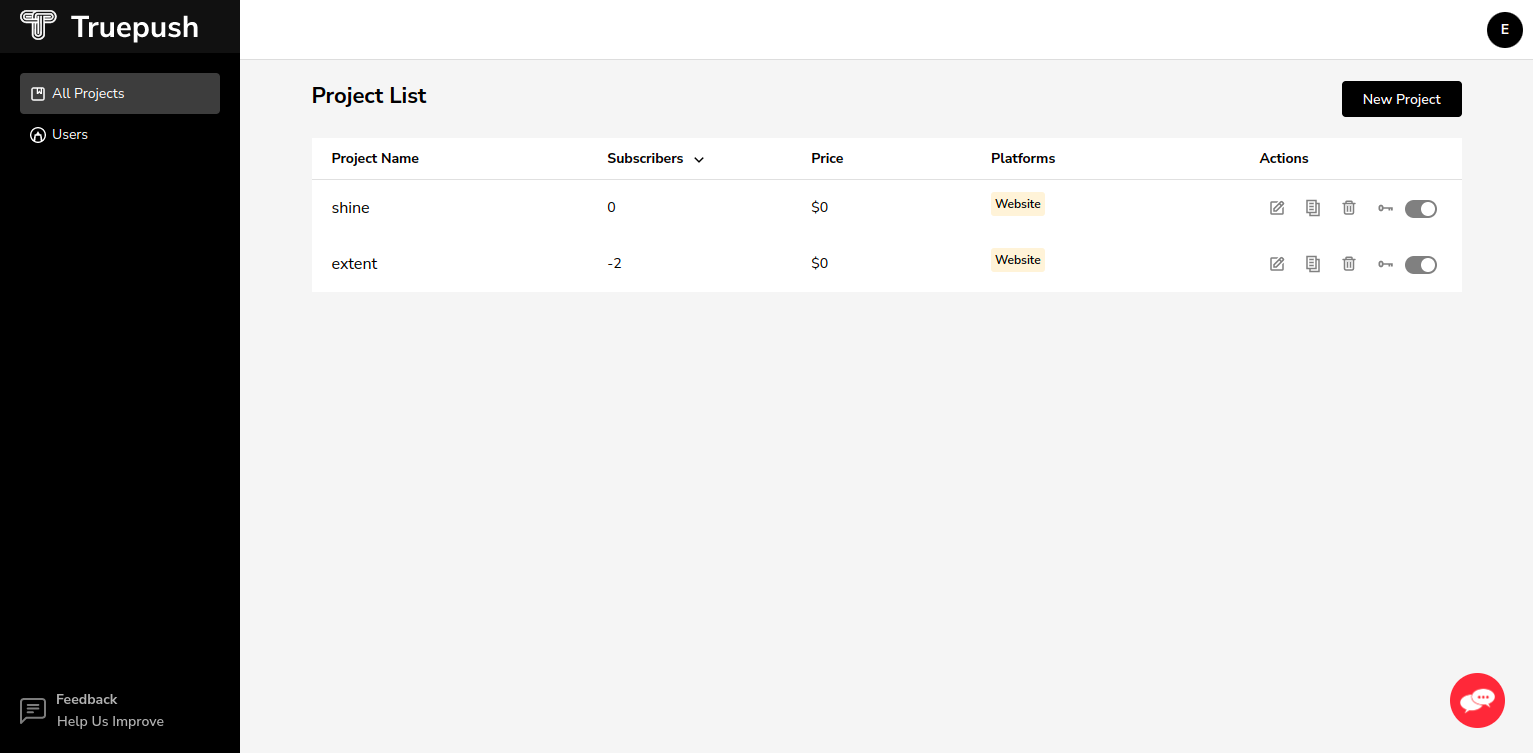 Truepush
E
All Projects
Users
Project List
New Project
Project Name Subscribers Price Platforms Actions
shine 0 $0 Website
extent -2 $0 Website
Feedback
Help Us Improve